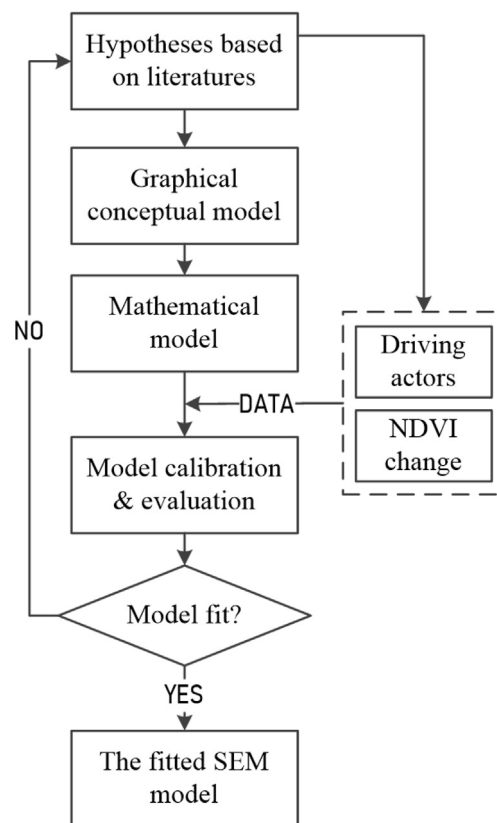 Hypotheses based
on literatures
Graphical
conceptual model
Mathematical
model
NO
Driving
actors
DATA
NDVI
change
Model calibration
& evaluation
Model fit?
YES
The fitted SEM
model